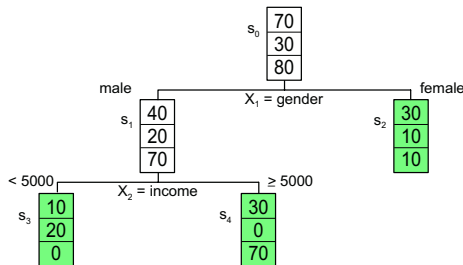 s0
70
30
80
male
X1 = gender
female
s1
40
20
70
s2
30
10
10
< 5000
X2 = income
≥ 5000
s3
10
20
0
s4
30
0
70